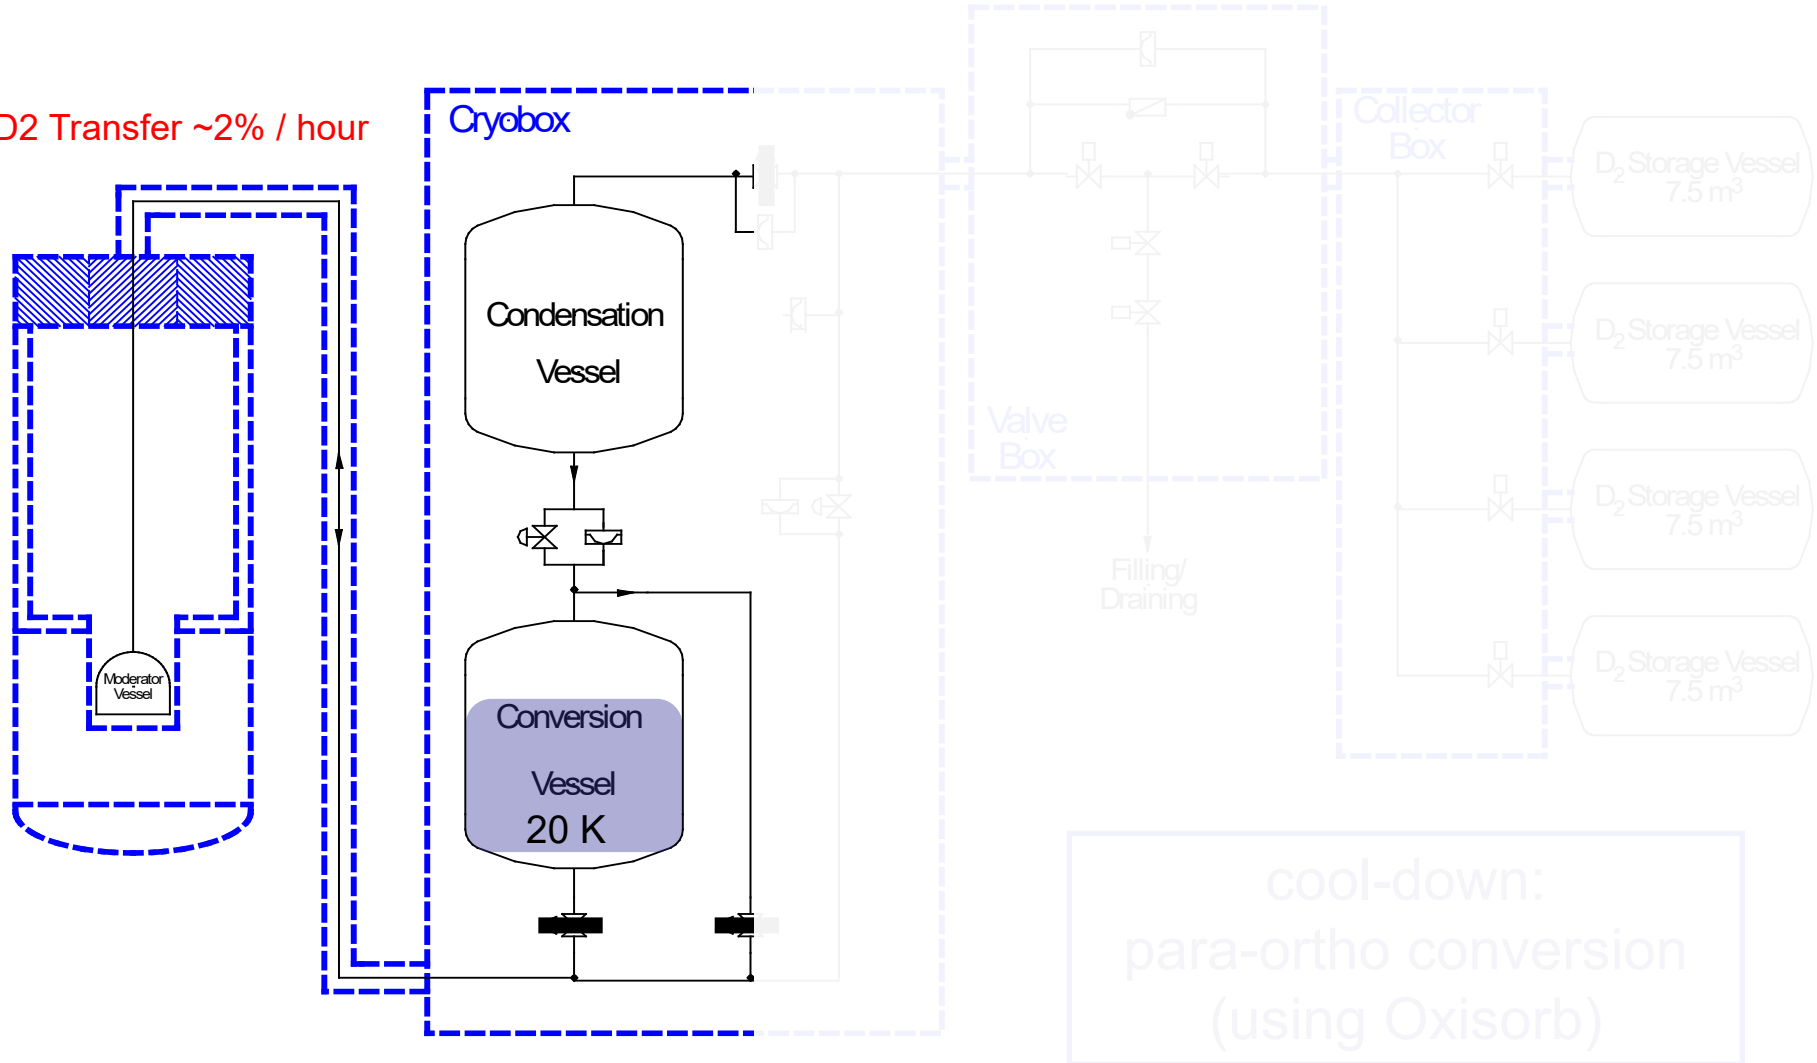 D2 Transfer ~2% / hour
Cryobox
Condensation
Vessel
Conversion
Vessel
20 K
Moderator
Vessel
Valve
Box
Filling/
Draining
Collector
Box
D2 Storage Vessel
7.5 m3
D2 Storage Vessel
7.5 m3
D2 Storage Vessel
7.5 m3
D2 Storage Vessel
7.5 m3
cool-down:
para-ortho conversion
(using Oxisorb)